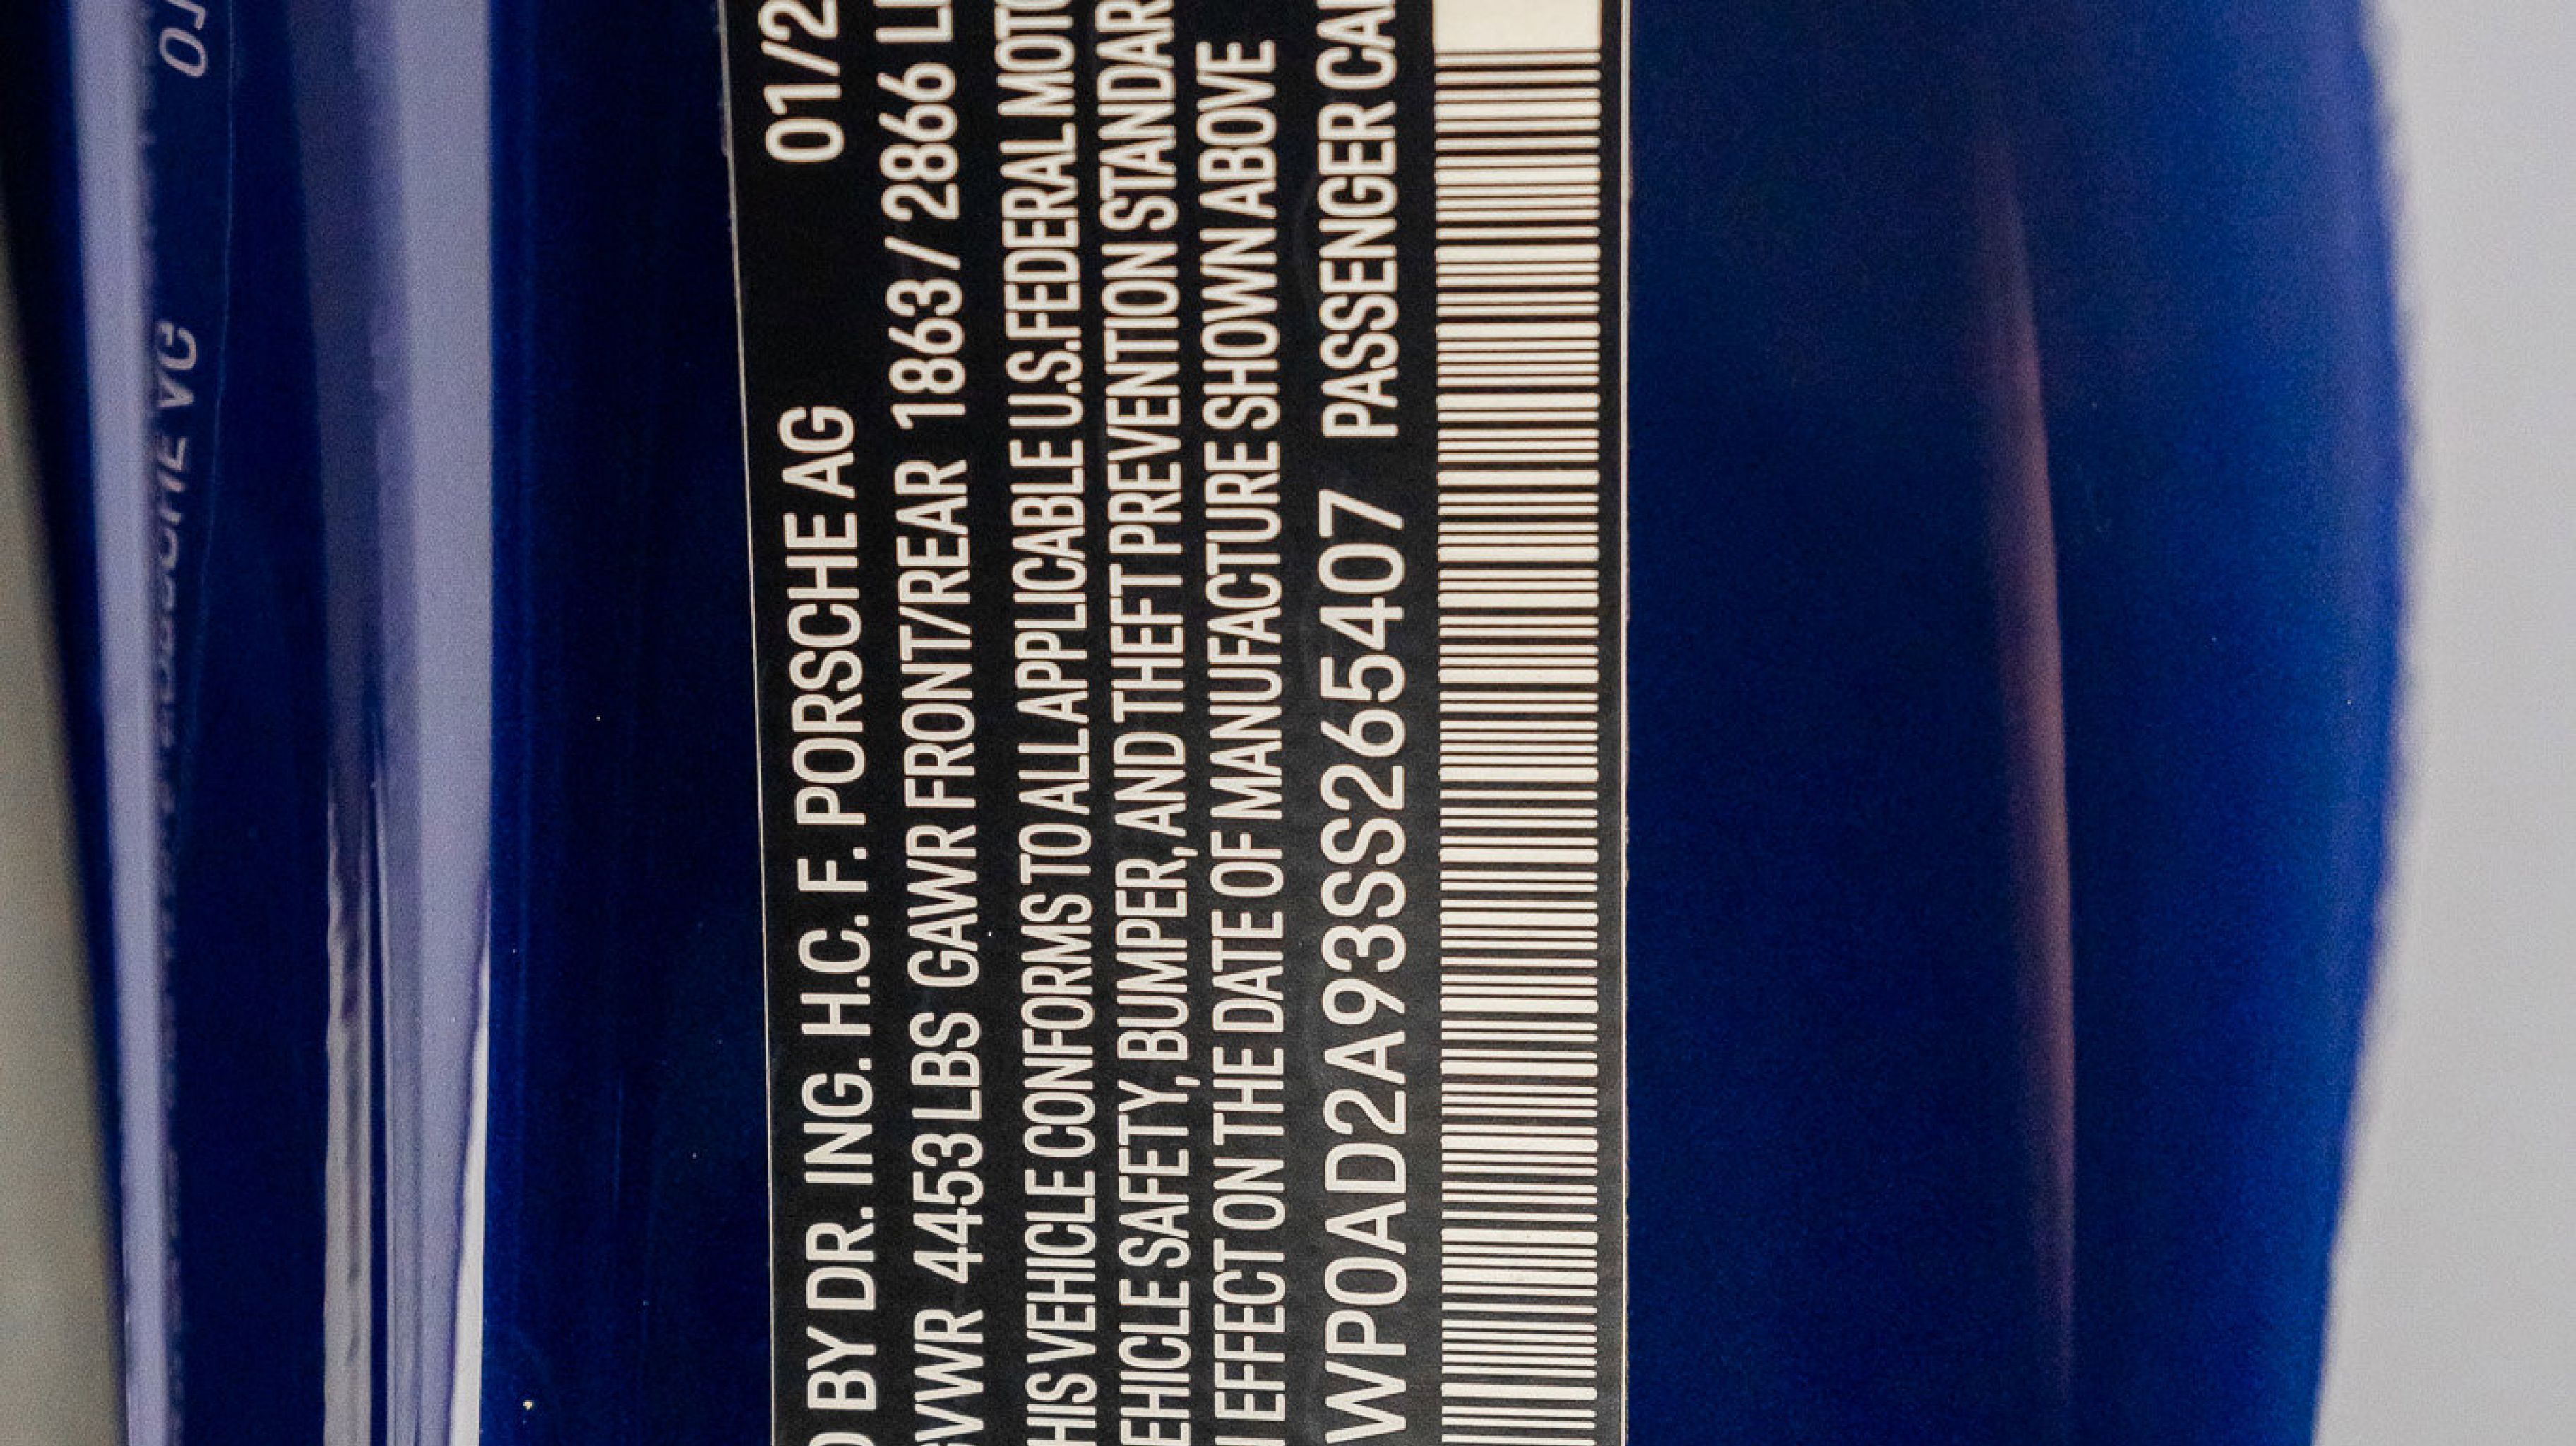 BY DR. ING. H.C. F. PORSCHE AG 01/2
GVWR 4453 LBS GAWR FRONT/REAR 1863 / 2866 L
HIS VEHICLE CONFORMS TO ALL APPLICABLE U.S. FEDERAL MOTO
EHICLE SAFETY, BUMPER, AND THEFT PREVENTION STANDAR
EFFECT ON THE DATE OF MANUFACTURE SHOWN ABOVE
WP0AD2A93SS265407 PASSENGER CA